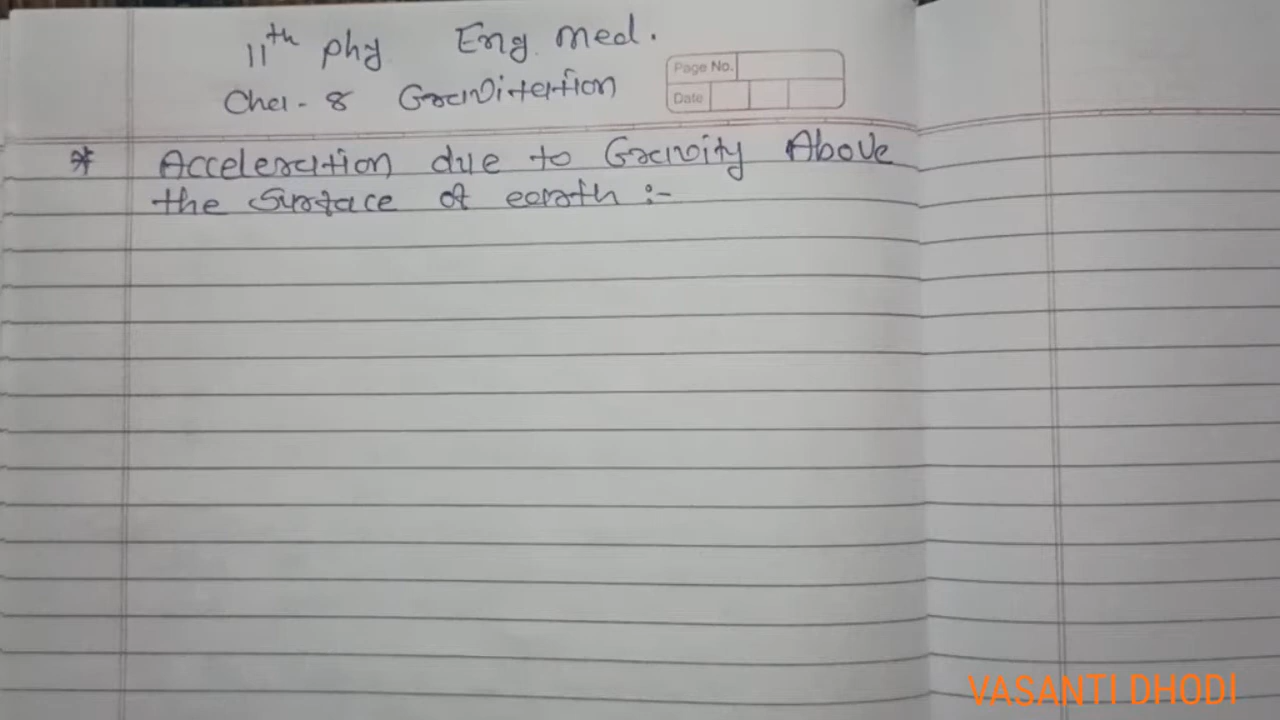 11th phy Eng Med.
Cha - 8 Gravitation
Page No.
Date
* Acceleration due to Gravity Above
the Surface of earth :-
VASANTI DHODI